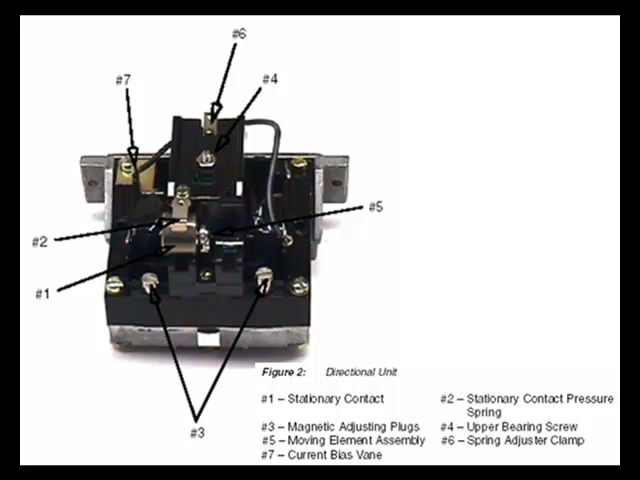 #6
#7
#4
#5
#2
#1
#3
Figure 2: Directional Unit
#1 – Stationary Contact
#2 – Stationary Contact Pressure
Spring
#3 – Magnetic Adjusting Plugs
#4 – Upper Bearing Screw
#5 – Moving Element Assembly
#6 – Spring Adjuster Clamp
#7 – Current Bias Vane